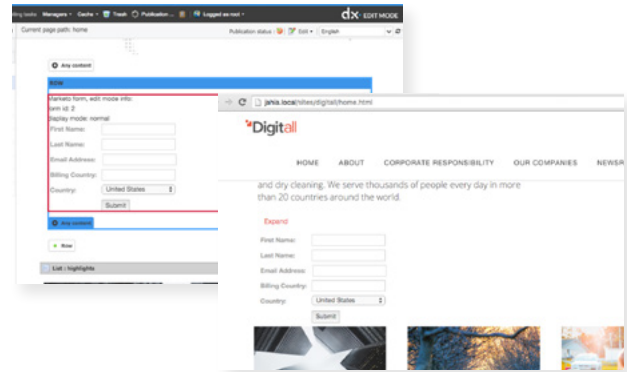 ing tasks Managers Cache Trash Publication ... Logged as root
dx EDIT MODE
Current page path: home
Publication status : Edit English
Any content
ROW
Marketo form, edit mode info:
form id: 2
display mode: normal
First Name:
Last Name:
Email Address:
Billing Country:
Country: United States
Submit
Any content
Row
List : highlights
jahia.local/sites/digitall/home.html
Digitall
HOME ABOUT CORPORATE RESPONSIBILITY OUR COMPANIES NEWSR
and dry cleaning. We serve thousands of people every day in more
than 20 countries around the world.
Expand
First Name:
Last Name:
Email Address:
Billing Country:
Country: United States
Submit